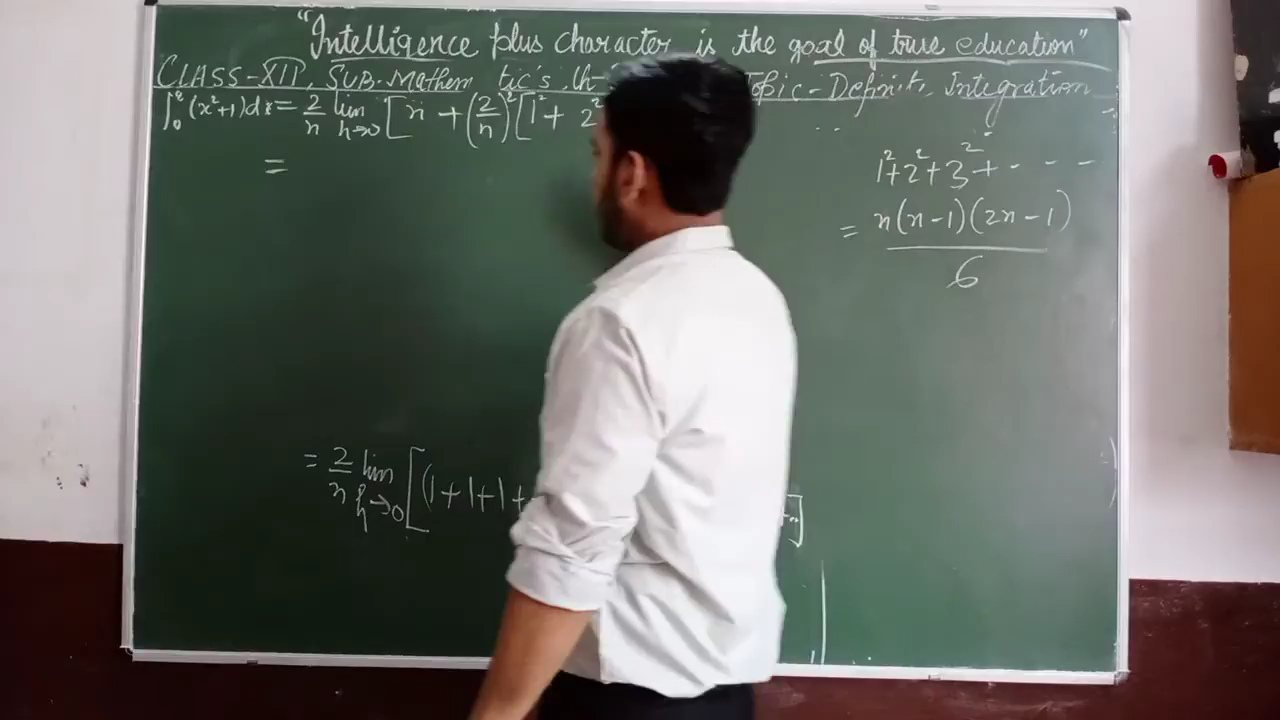 "Intelligence plus character is the goal of true education"
CLASS-XII, SUB-Mathem tic's, Ch- Topic-Definite Integration
∫₀² (x²+1)dx = 2/n lim h→0 [n + (2/n)² [1² + 2²
=
1² + 2² + 3² + - - - -
= n(n-1)(2n-1) / 6
= 2/n lim h→0 [(1+1+1+